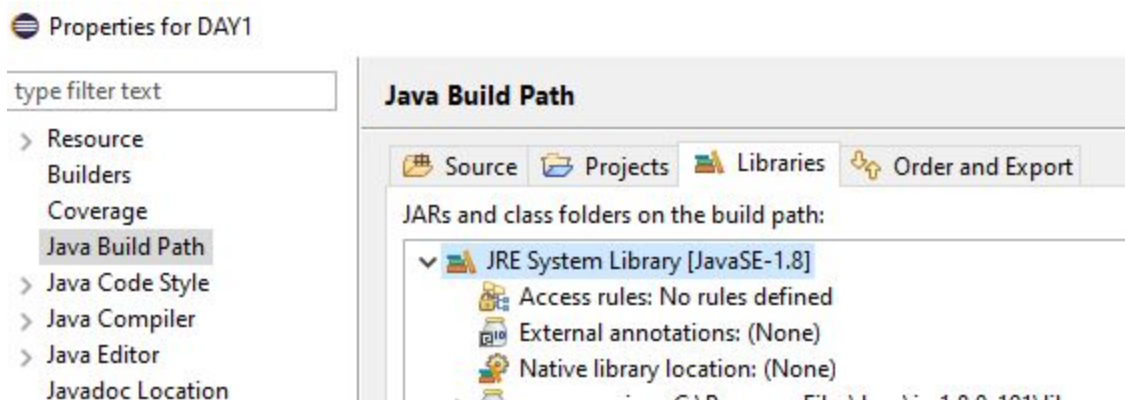 Properties for DAY1
type filter text
Resource
Builders
Coverage
Java Build Path
Java Code Style
Java Compiler
Java Editor
Javadoc Location
Java Build Path
Source Projects Libraries Order and Export
JARs and class folders on the build path:
JRE System Library [JavaSE-1.8]
Access rules: No rules defined
External annotations: (None)
Native library location: (None)